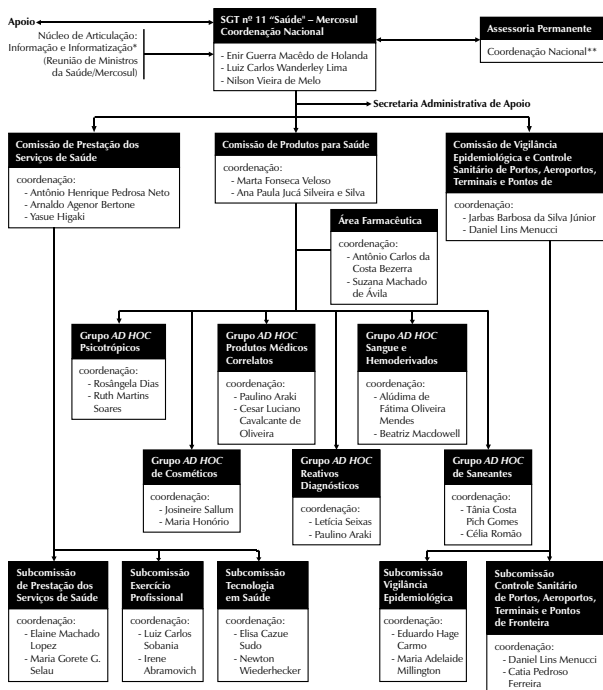 Apoio
Núcleo de Articulação:
Informação e Informatização*
(Reunião de Ministros
da Saúde/Mercosul)
SGT nº 11 "Saúde" – Mercosul
Coordenação Nacional
- Enir Guerra Macêdo de Holanda
- Luiz Carlos Wanderley Lima
- Nilson Vieira de Melo
Assessoria Permanente
Coordenação Nacional**
Secretaria Administrativa de Apoio
Comissão de Prestação dos
Serviços de Saúde
coordenação:
- Antônio Henrique Pedrosa Neto
- Arnaldo Agenor Bertone
- Yasue Higaki
Comissão de Produtos para Saúde
coordenação:
- Marta Fonseca Veloso
- Ana Paula Jucá Silveira e Silva
Comissão de Vigilância
Epidemiológica e Controle
Sanitário de Portos, Aeroportos,
Terminais e Pontos de
coordenação:
- Jarbas Barbosa da Silva Júnior
- Daniel Lins Menucci
Área Farmacêutica
coordenação:
- Antônio Carlos da
Costa Bezerra
- Suzana Machado
de Ávila
Grupo AD HOC
Psicotrópicos
coordenação:
- Rosângela Dias
- Ruth Martins
Soares
Grupo AD HOC
Produtos Médicos
Correlatos
coordenação:
- Paulino Araki
- Cesar Luciano
Cavalcante de
Oliveira
Grupo AD HOC
Sangue e
Hemoderivados
coordenação:
- Alúdima de
Fátima Oliveira
Mendes
- Beatriz Macdowell
Grupo AD HOC
de Cosméticos
coordenação:
- Josineire Sallum
- Maria Honório
Grupo AD HOC
Reativos
Diagnósticos
coordenação:
- Letícia Seixas
- Paulino Araki
Grupo AD HOC
de Saneantes
coordenação:
- Tânia Costa
Pich Gomes
- Célia Romão
Subcomissão
de Prestação dos
Serviços de Saúde
- Elaine Machado
Lopez
- Maria Gorete G.
Selau
Subcomissão
Exercício
Profissional
- Luiz Carlos
Sobania
- Irene
Abramovich
Subcomissão
Tecnologia
em Saúde
- Elisa Cazue
Sudo
- Newton
Wiederhecker
Subcomissão
Vigilância
Epidemiológica
- Eduardo Hage
Carmo
- Maria Adelaide
Millington
Subcomissão
Controle Sanitário
de Portos, Aeroportos,
Terminais e Pontos
de Fronteira
coordenação:
- Daniel Lins Menucci
- Catia Pedroso
Ferreira